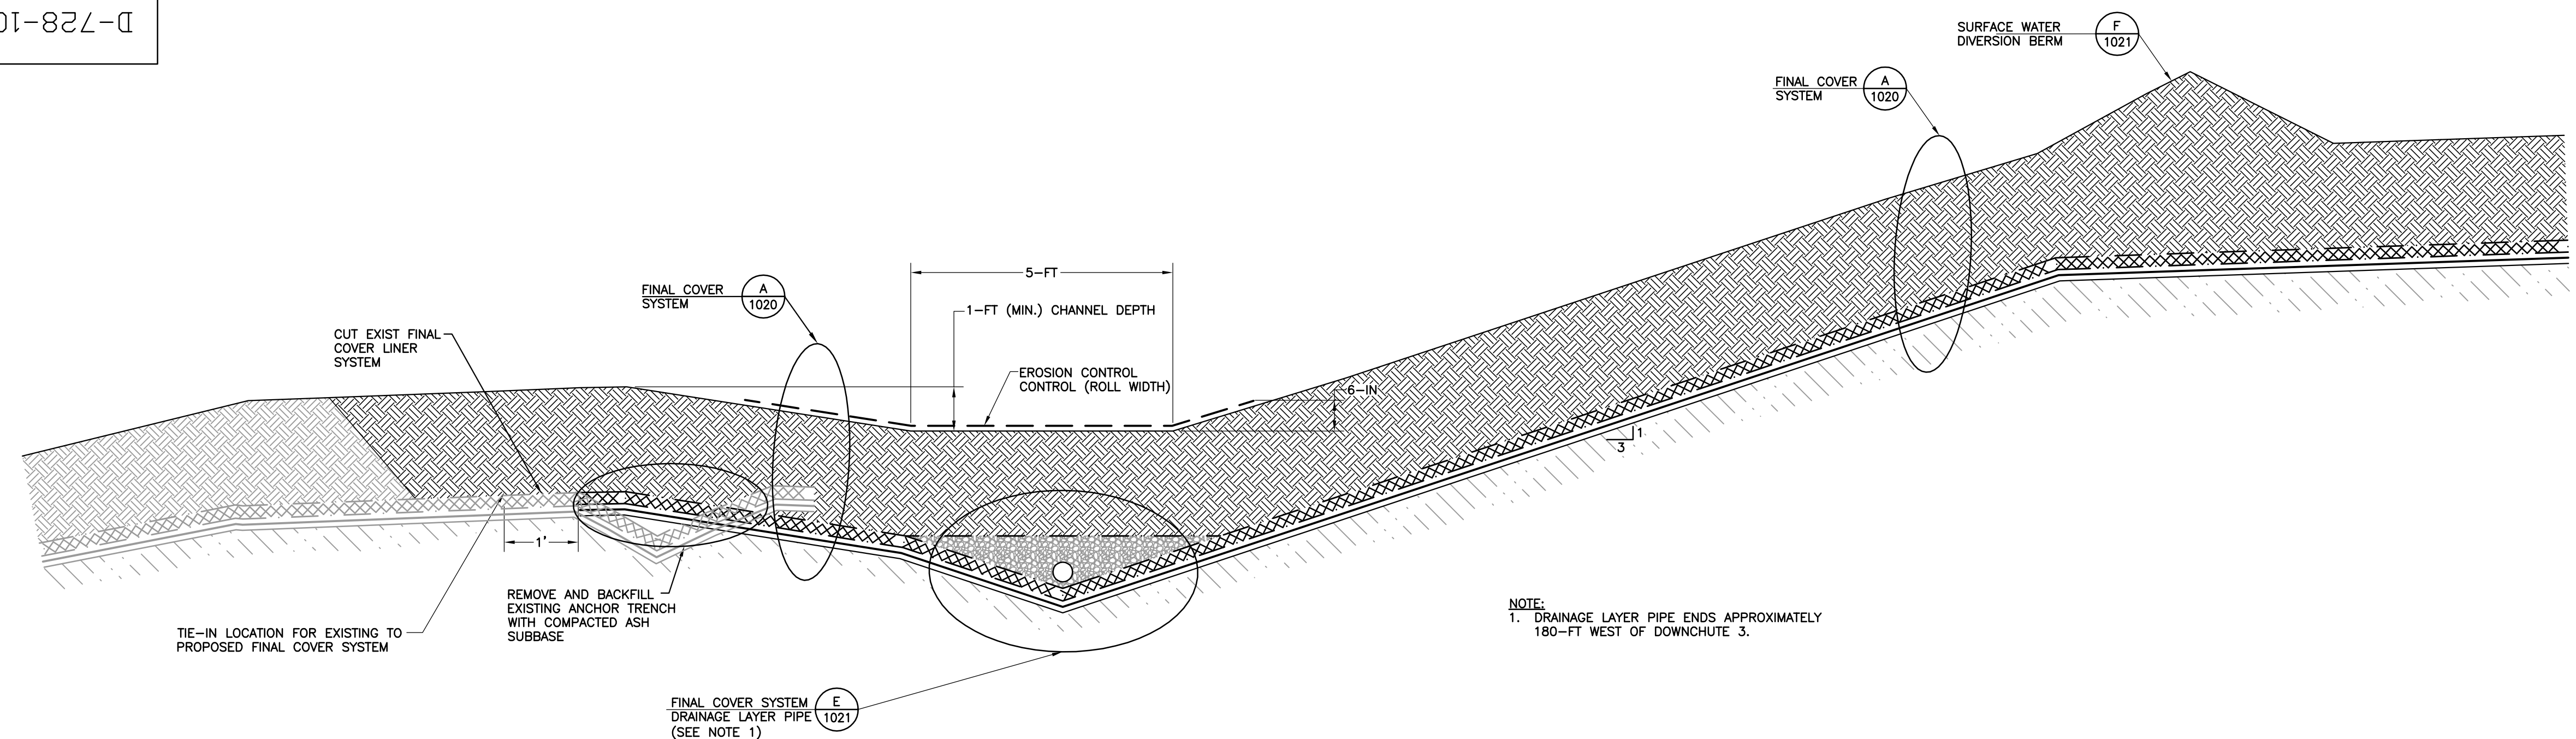 D-728-10
SURFACE WATER
DIVERSION BERM
F
1021
FINAL COVER
SYSTEM
A
1020
FINAL COVER
SYSTEM
A
1020
5-FT
1-FT (MIN.) CHANNEL DEPTH
CUT EXIST FINAL
COVER LINER
SYSTEM
EROSION CONTROL
CONTROL (ROLL WIDTH)
6-IN
1
3
1'
REMOVE AND BACKFILL
EXISTING ANCHOR TRENCH
WITH COMPACTED ASH
SUBBASE
TIE-IN LOCATION FOR EXISTING TO
PROPOSED FINAL COVER SYSTEM
NOTE:
1. DRAINAGE LAYER PIPE ENDS APPROXIMATELY
180-FT WEST OF DOWNCHUTE 3.
FINAL COVER SYSTEM
DRAINAGE LAYER PIPE
(SEE NOTE 1)
E
1021